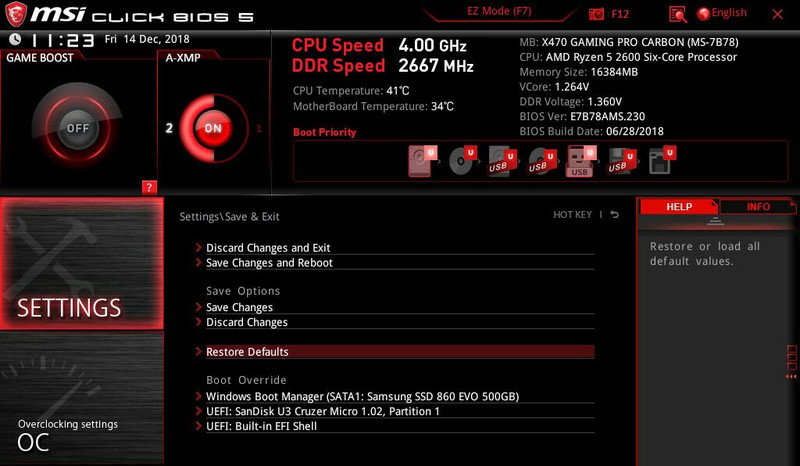 msi CLICK BIOS 5
EZ Mode (F7)
F12
English
11:23 Fri 14 Dec, 2018
GAME BOOST
OFF
A-XMP
2
ON
1
?
CPU Speed 4.00 GHz
DDR Speed 2667 MHz
CPU Temperature: 41°C
MotherBoard Temperature: 34°C
MB: X470 GAMING PRO CARBON (MS-7B78)
CPU: AMD Ryzen 5 2600 Six-Core Processor
Memory Size: 16384MB
VCore: 1.264V
DDR Voltage: 1.360V
BIOS Ver: E7B78AMS.230
BIOS Build Date: 06/28/2018
Boot Priority
U U U USB U USB U USB U USB U
SETTINGS
Overclocking settings
OC
Settings\Save & Exit
HOT KEY |
> Discard Changes and Exit
> Save Changes and Reboot
Save Options
> Save Changes
> Discard Changes
> Restore Defaults
Boot Override
> Windows Boot Manager (SATA1: Samsung SSD 860 EVO 500GB)
> UEFI: SanDisk U3 Cruzer Micro 1.02, Partition 1
> UEFI: Built-in EFI Shell
HELP
INFO
Restore or load all
default values.